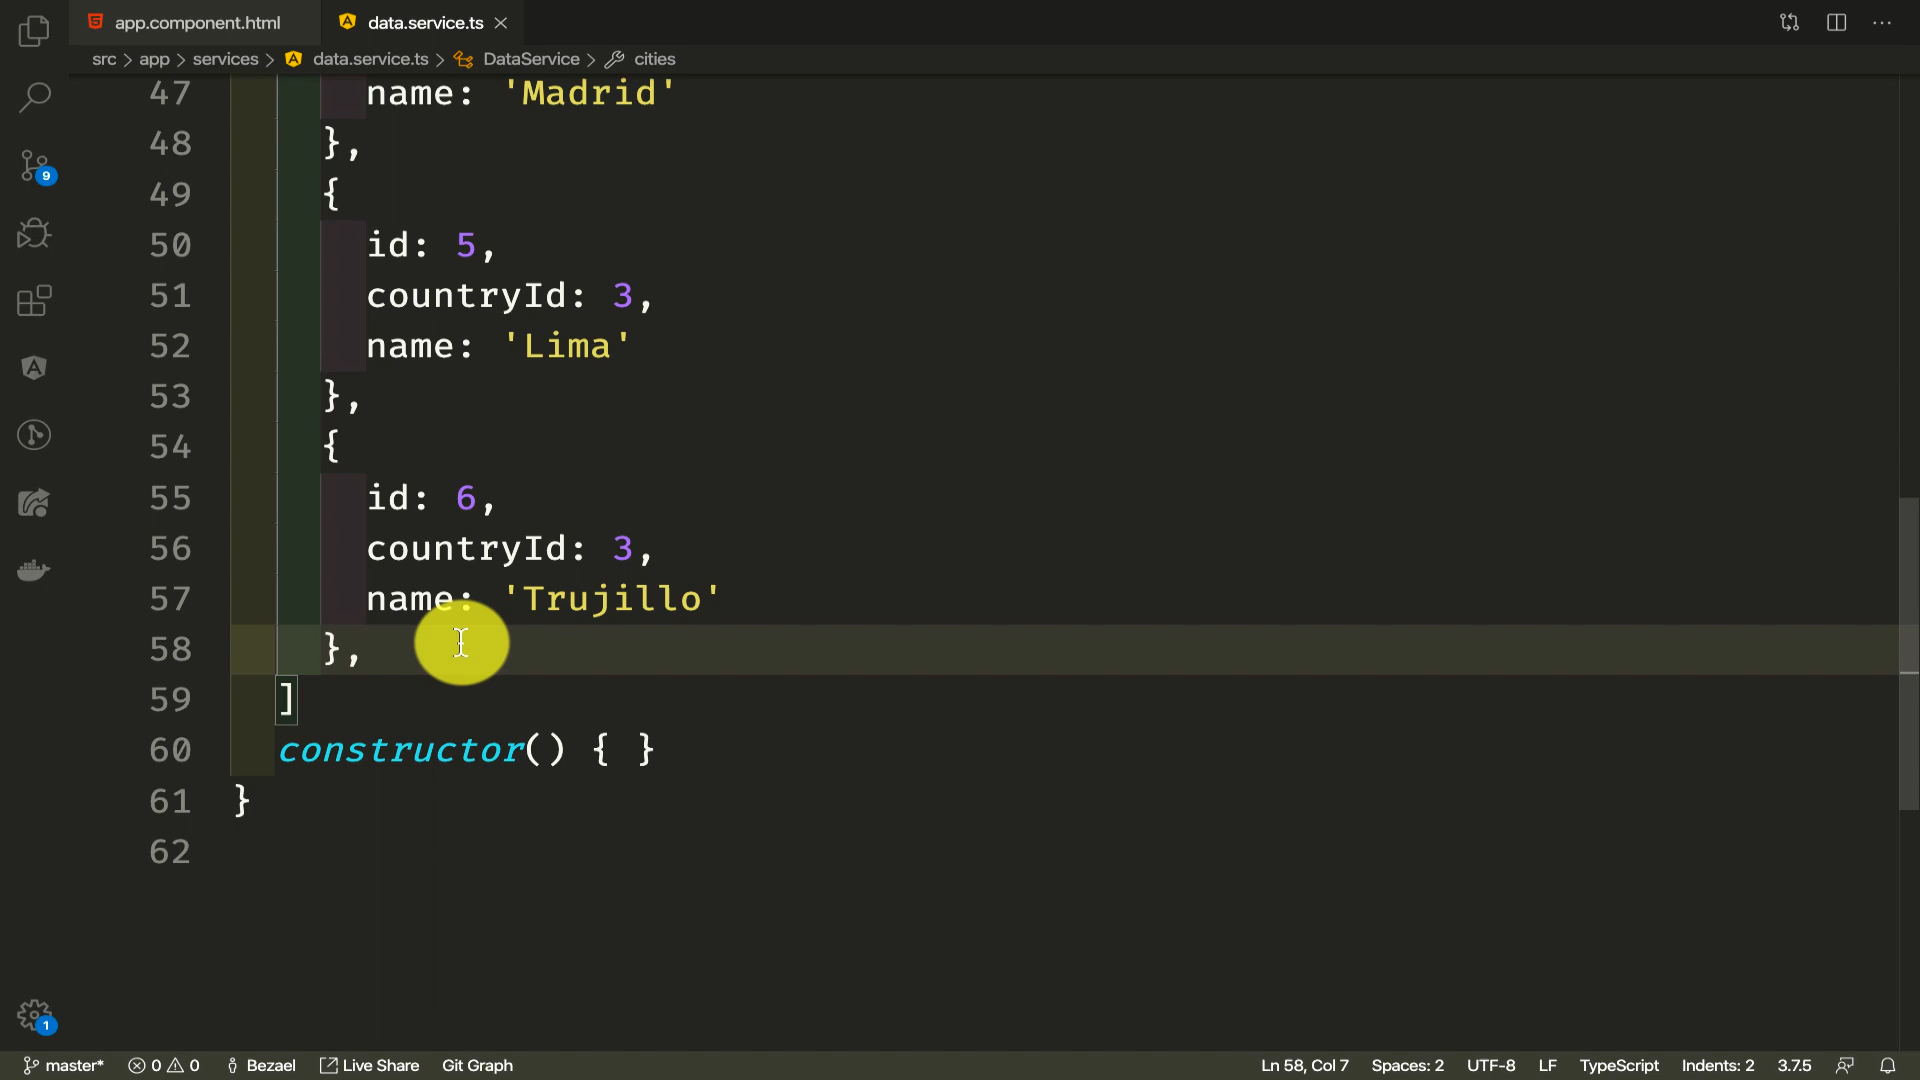 app.component.html
data.service.ts
src > app > services > data.service.ts > DataService > cities
47 name: 'Madrid'
48 },
49 {
50 id: 5,
51 countryId: 3,
52 name: 'Lima'
53 },
54 {
55 id: 6,
56 countryId: 3,
57 name: 'Trujillo'
58 },
59 ]
60 constructor() { }
61 }
62
9
1
master* 0 0 Bezael Live Share Git Graph Ln 58, Col 7 Spaces: 2 UTF-8 LF TypeScript Indents: 2 3.7.5